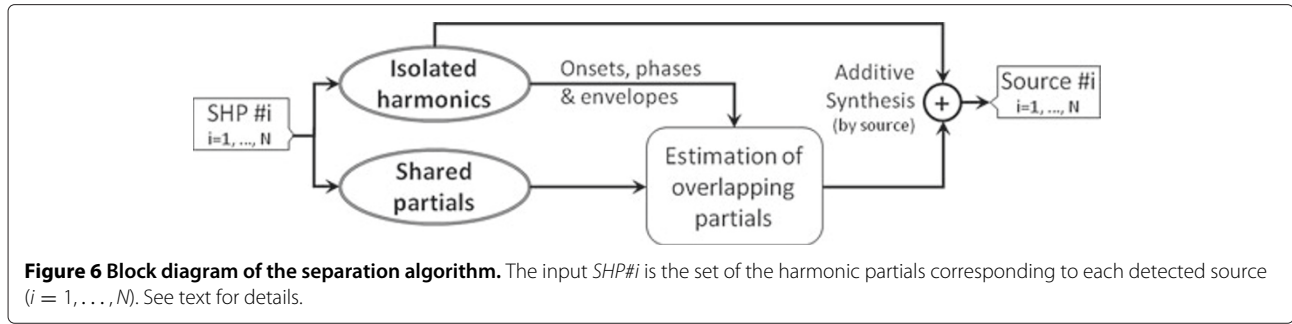 SHP #i
i=1, ..., N
Isolated
harmonics
Shared
partials
Onsets, phases
& envelopes
Estimation of
overlapping
partials
Additive
Synthesis
(by source)
+
Source #i
i=1, ..., N
Figure 6 Block diagram of the separation algorithm. The input SHP#i is the set of the harmonic partials corresponding to each detected source
(i = 1, . . . , N). See text for details.